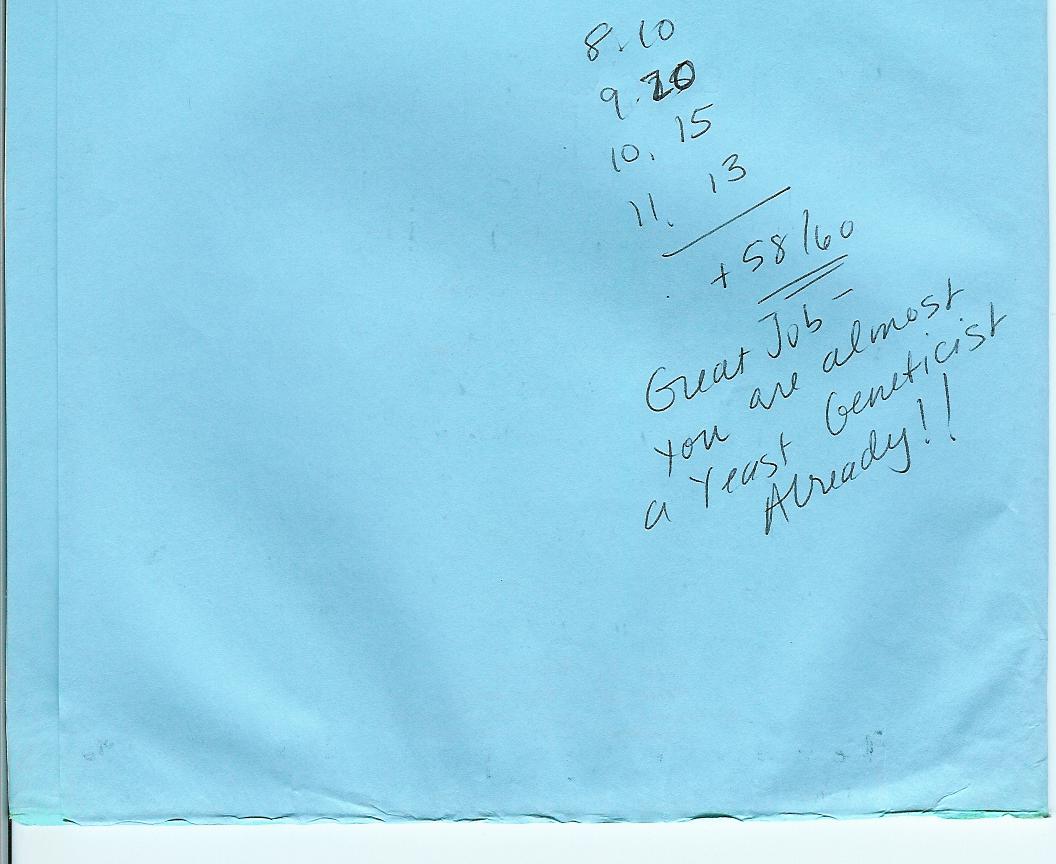 8. 10
9. 20
10. 15
11. 13
+58/60
Great Job -
you are almost
a Yeast Geneticist
Already!!